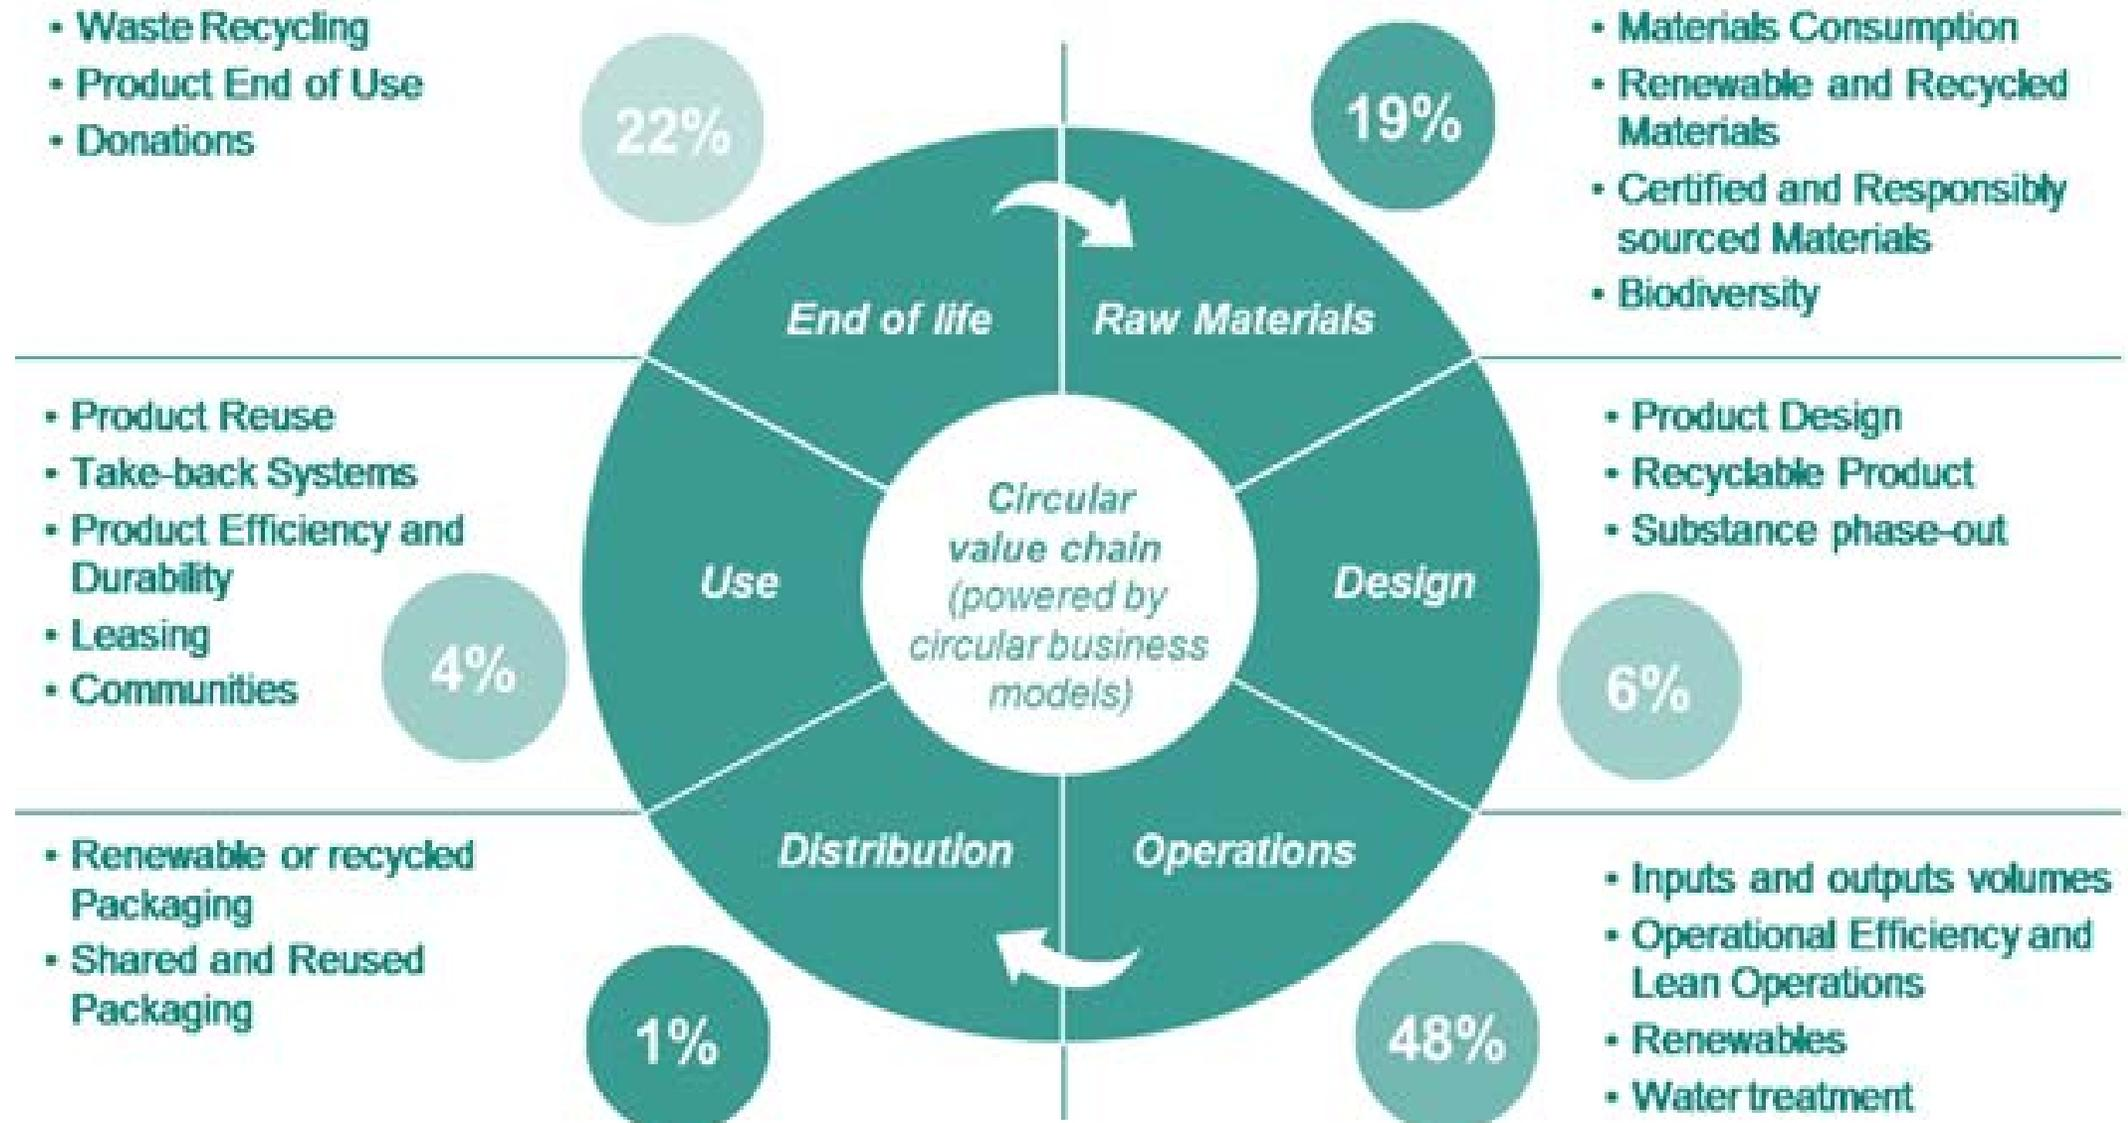 • Waste Recycling
• Product End of Use
• Donations
22%
19%
• Materials Consumption
• Renewable and Recycled
Materials
• Certified and Responsibly
sourced Materials
• Biodiversity
End of life
Raw Materials
• Product Reuse
• Take-back Systems
• Product Efficiency and
Durability
• Leasing
• Communities
4%
Use
Circular
value chain
(powered by
circular business
models)
Design
• Product Design
• Recyclable Product
• Substance phase-out
6%
• Renewable or recycled
Packaging
• Shared and Reused
Packaging
1%
Distribution
Operations
48%
• Inputs and outputs volumes
• Operational Efficiency and
Lean Operations
• Renewables
• Water treatment